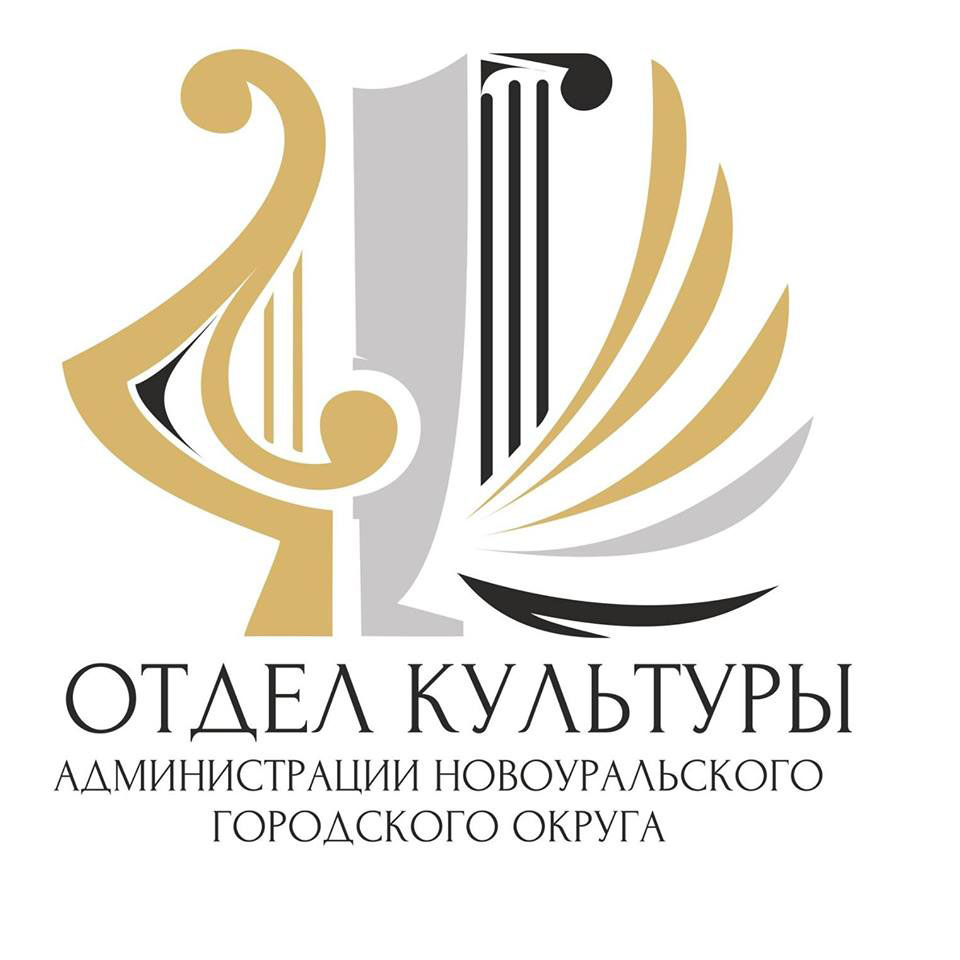 ОТДЕЛ КУЛЬТУРЫ
АДМИНИСТРАЦИИ НОВОУРАЛЬСКОГО
ГОРОДСКОГО ОКРУГА